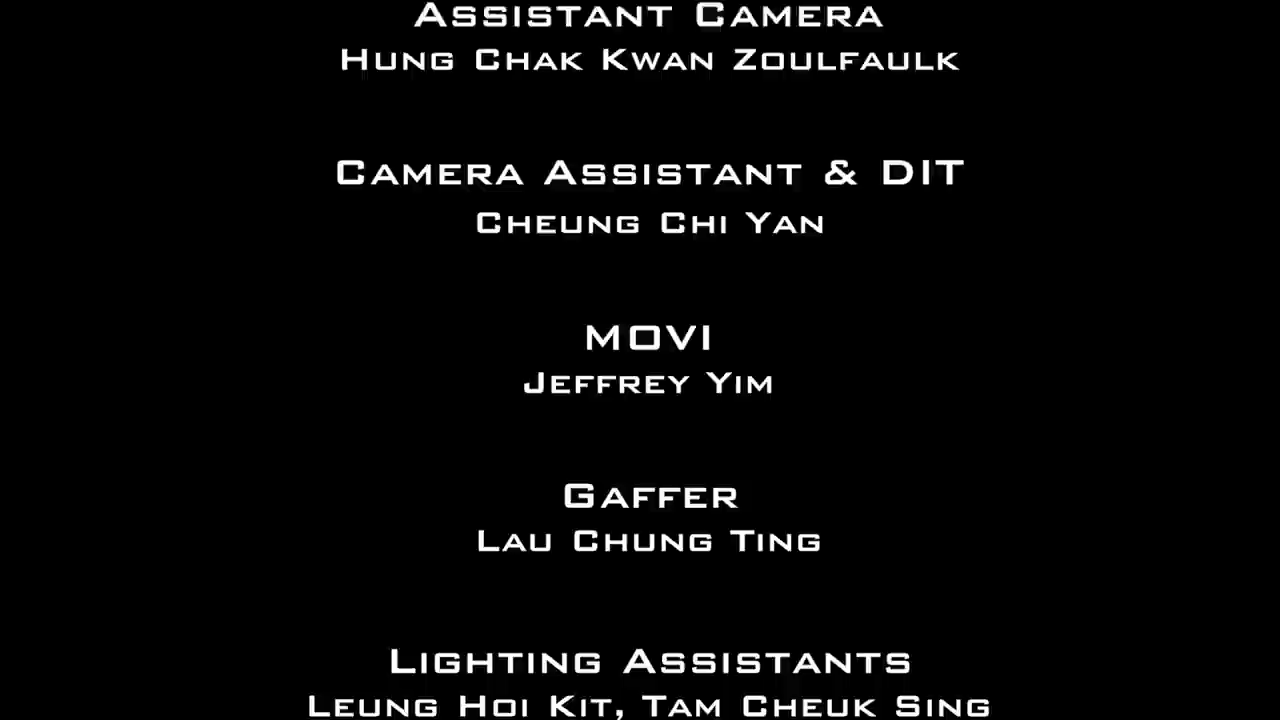 Assistant Camera
Hung Chak Kwan Zoulfaulk
Camera Assistant & DIT
Cheung Chi Yan
MOVI
Jeffrey Yim
Gaffer
Lau Chung Ting
Lighting Assistants
Leung Hoi Kit, Tam Cheuk Sing